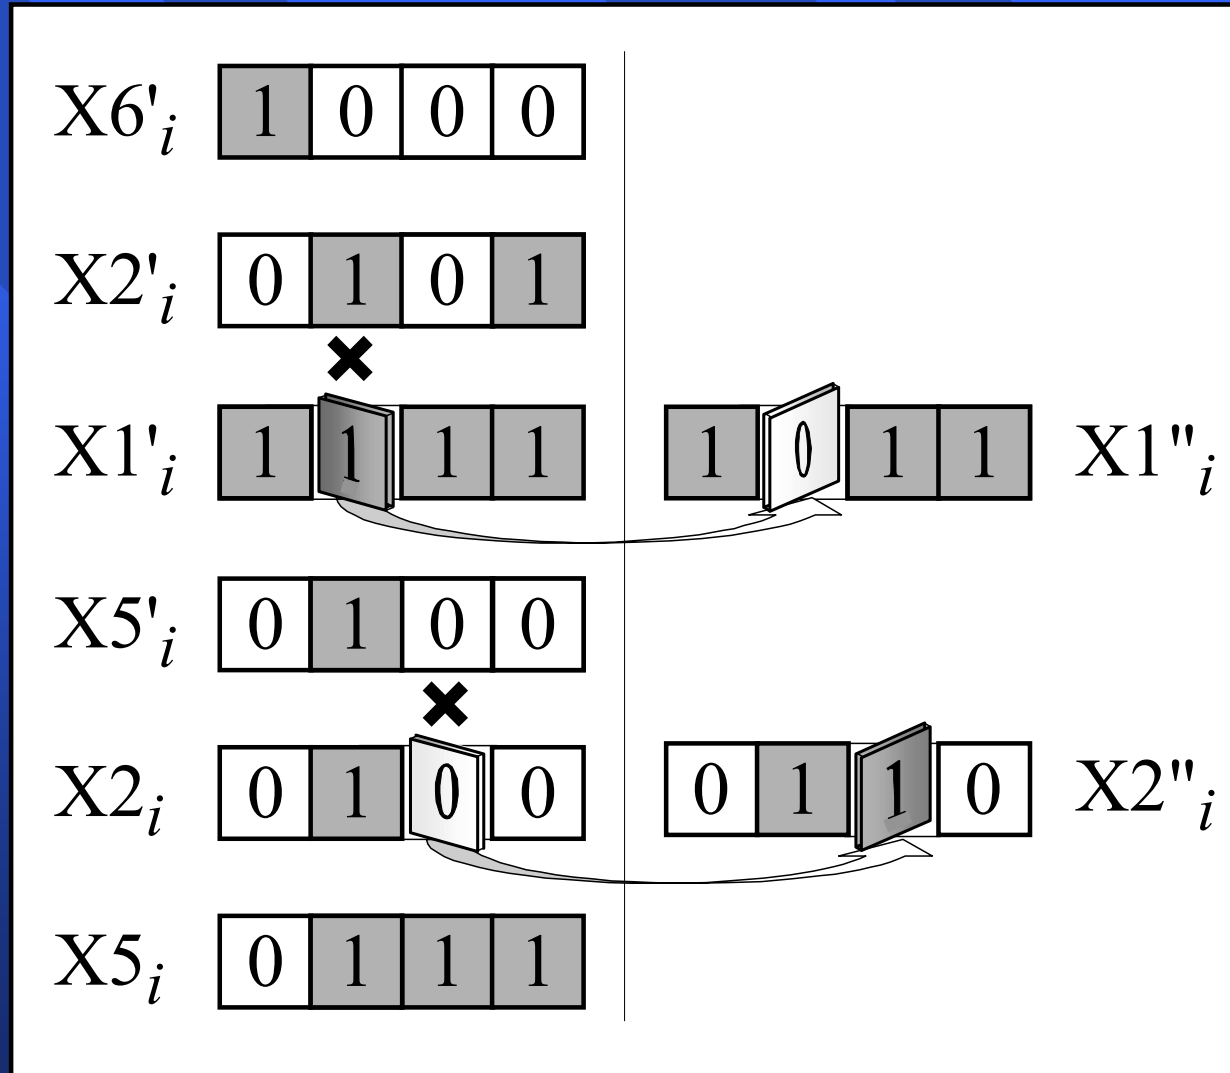 X6'i 1 0 0 0
X2'i 0 1 0 1
X1'i 1 1 1 1 1 0 1 1 X1"i
X5'i 0 1 0 0
X2i 0 1 0 0 0 1 1 0 X2"i
X5i 0 1 1 1